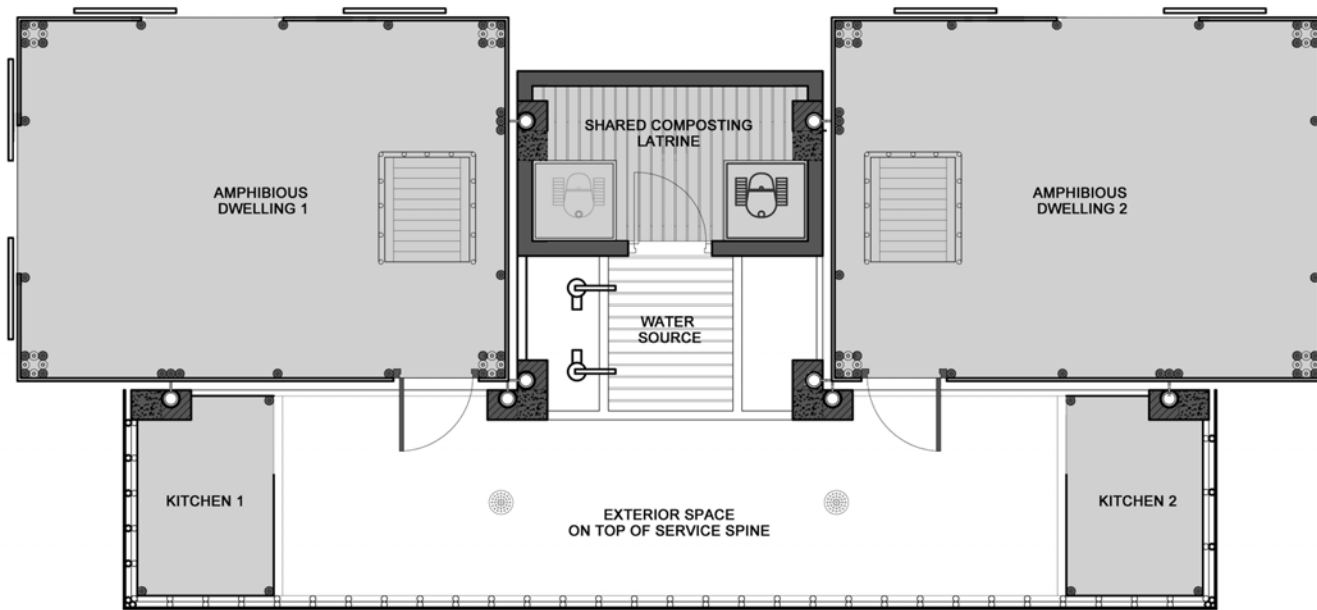 SHARED COMPOSTING
LATRINE
AMPHIBIOUS
DWELLING 1
AMPHIBIOUS
DWELLING 2
WATER
SOURCE
KITCHEN 1
EXTERIOR SPACE
ON TOP OF SERVICE SPINE
KITCHEN 2